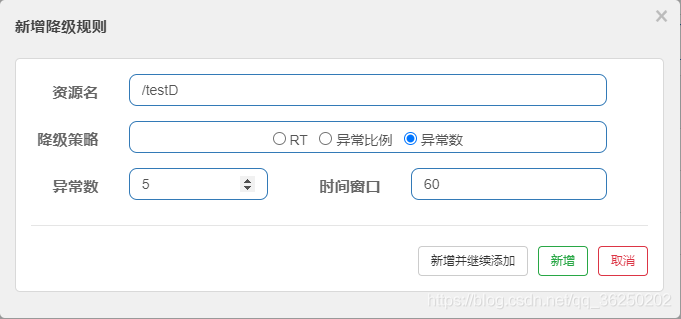 新增降级规则
×
资源名 /testD
降级策略 RT 异常比例 异常数
异常数 5 时间窗口 60
新增并继续添加 新增 取消
https://blog.csdn.net/qq_36250202